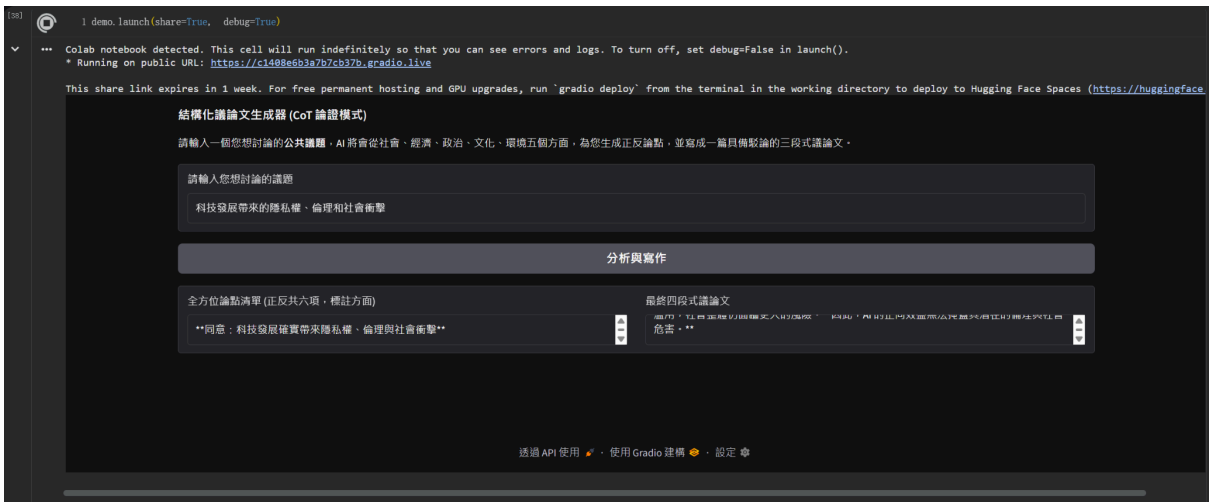 [38]
1 demo.launch(share=True, debug=True)
Colab notebook detected. This cell will run indefinitely so that you can see errors and logs. To turn off, set debug=False in launch().
* Running on public URL: https://c1408e6b3a7b7cb37b.gradio.live
This share link expires in 1 week. For free permanent hosting and GPU upgrades, run `gradio deploy` from the terminal in the working directory to deploy to Hugging Face Spaces (https://huggingface
結構化議論文生成器 (CoT 論證模式)
請輸入一個您想討論的公共議題，AI 將會從社會、經濟、政治、文化、環境五個方面，為您生成正反論點，並寫成一篇具備駁論的三段式議論文。
請輸入您想討論的議題
科技發展帶來的隱私權、倫理和社會衝擊
分析與寫作
全方位論點清單 (正反共六項，標註方面)
**同意：科技發展確實帶來隱私權、倫理與社會衝擊**
最終四段式議論文
危害。**
透過 API 使用 · 使用 Gradio 建構 · 設定